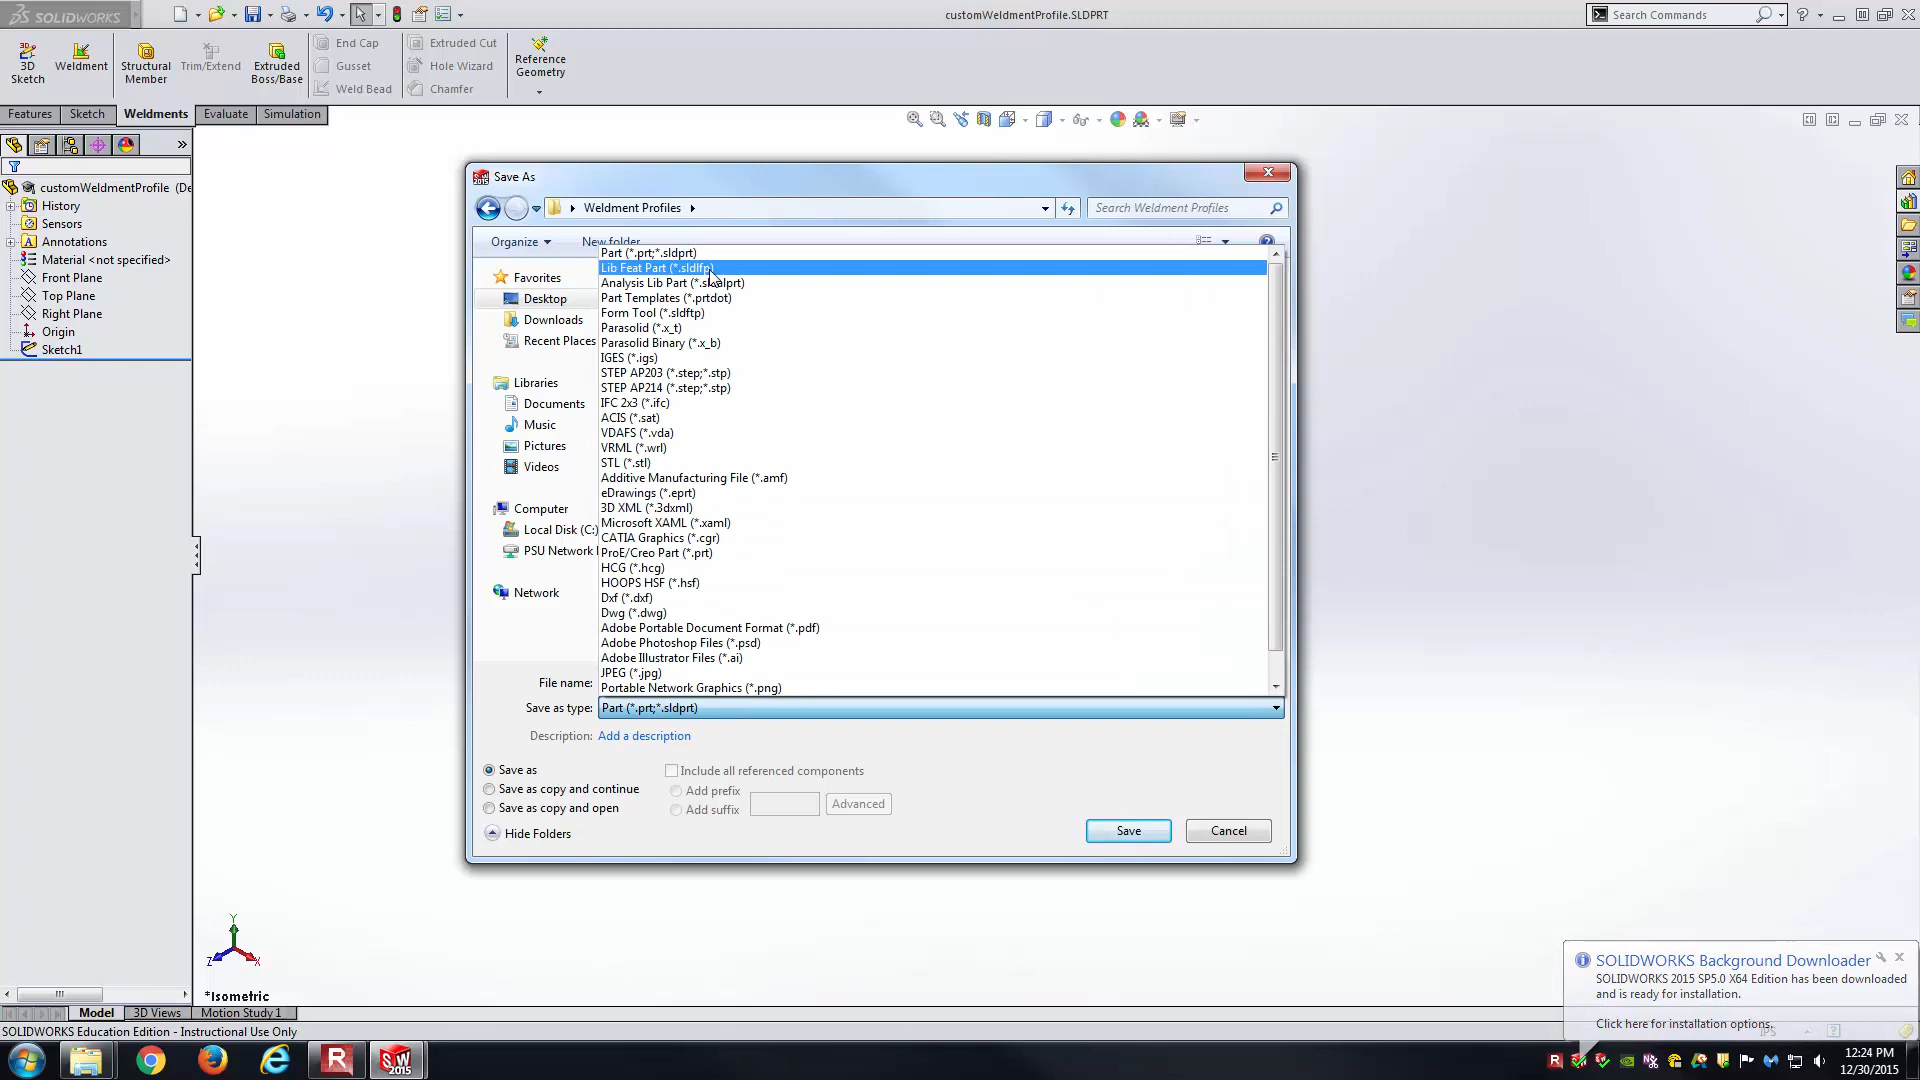 SOLIDWORKS
customWeldmentProfile.SLDPRT
Search Commands
3D Sketch
Weldment
Structural Member
Trim/Extend
Extruded Boss/Base
End Cap
Gusset
Weld Bead
Extruded Cut
Hole Wizard
Chamfer
Reference Geometry
Features
Sketch
Weldments
Evaluate
Simulation
customWeldmentProfile (De
History
Sensors
Annotations
Material <not specified>
Front Plane
Top Plane
Right Plane
Origin
Sketch1
Save As
Weldment Profiles
Search Weldment Profiles
Organize
New folder
Favorites
Desktop
Downloads
Recent Places
Libraries
Documents
Music
Pictures
Videos
Computer
Local Disk (C:)
PSU Network
Network
Part (*.prt;*.sldprt)
Lib Feat Part (*.sldlfp)
Analysis Lib Part (*.sldalprt)
Part Templates (*.prtdot)
Form Tool (*.sldftp)
Parasolid (*.x_t)
Parasolid Binary (*.x_b)
IGES (*.igs)
STEP AP203 (*.step;*.stp)
STEP AP214 (*.step;*.stp)
IFC 2x3 (*.ifc)
ACIS (*.sat)
VDAFS (*.vda)
VRML (*.wrl)
STL (*.stl)
Additive Manufacturing File (*.amf)
eDrawings (*.eprt)
3D XML (*.3dxml)
Microsoft XAML (*.xaml)
CATIA Graphics (*.cgr)
ProE/Creo Part (*.prt)
HCG (*.hcg)
HOOPS HSF (*.hsf)
Dxf (*.dxf)
Dwg (*.dwg)
Adobe Portable Document Format (*.pdf)
Adobe Photoshop Files (*.psd)
Adobe Illustrator Files (*.ai)
JPEG (*.jpg)
Portable Network Graphics (*.png)
File name:
Save as type: Part (*.prt;*.sldprt)
Description: Add a description
Save as
Save as copy and continue
Save as copy and open
Include all referenced components
Add prefix
Add suffix
Advanced
Hide Folders
Save
Cancel
Y
Z
X
*Isometric
SOLIDWORKS Background Downloader
SOLIDWORKS 2015 SP5.0 X64 Edition has been downloaded
and is ready for installation.
Click here for installation options.
IPS
Model
3D Views
Motion Study 1
SOLIDWORKS Education Edition - Instructional Use Only
12:24 PM
12/30/2015